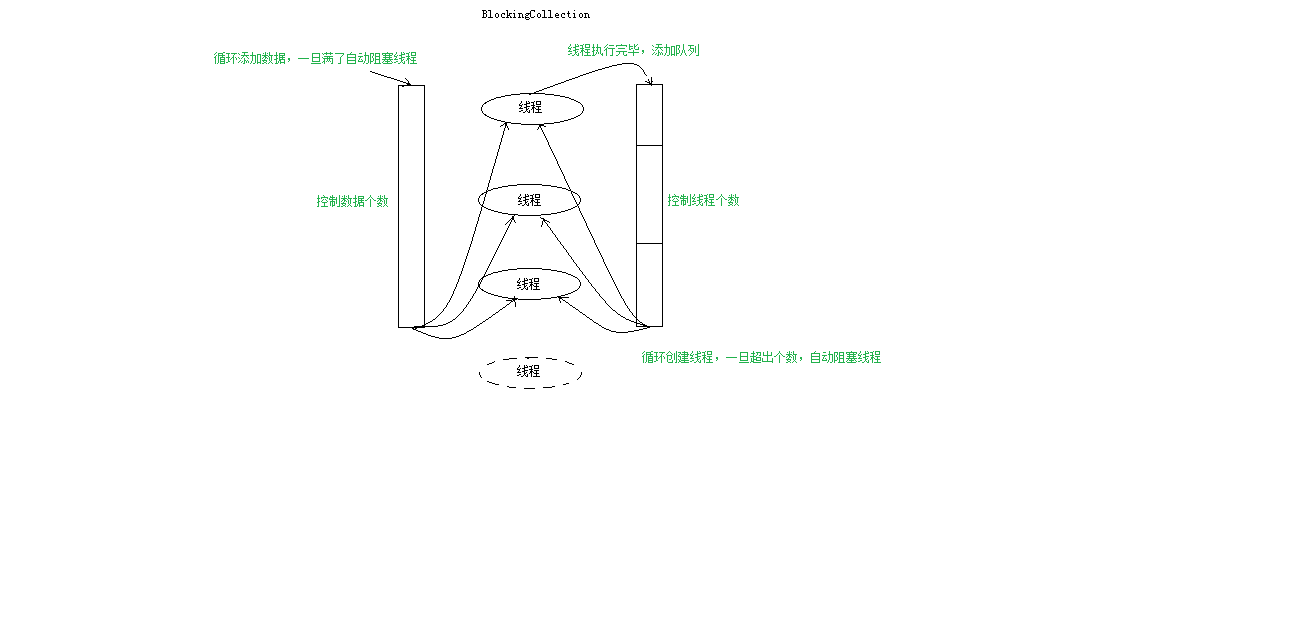 BlockingCollection
线程执行完毕，添加队列
循环添加数据，一旦满了自动阻塞线程
线程
控制数据个数
线程
控制线程个数
线程
循环创建线程，一旦超出个数，自动阻塞线程
线程